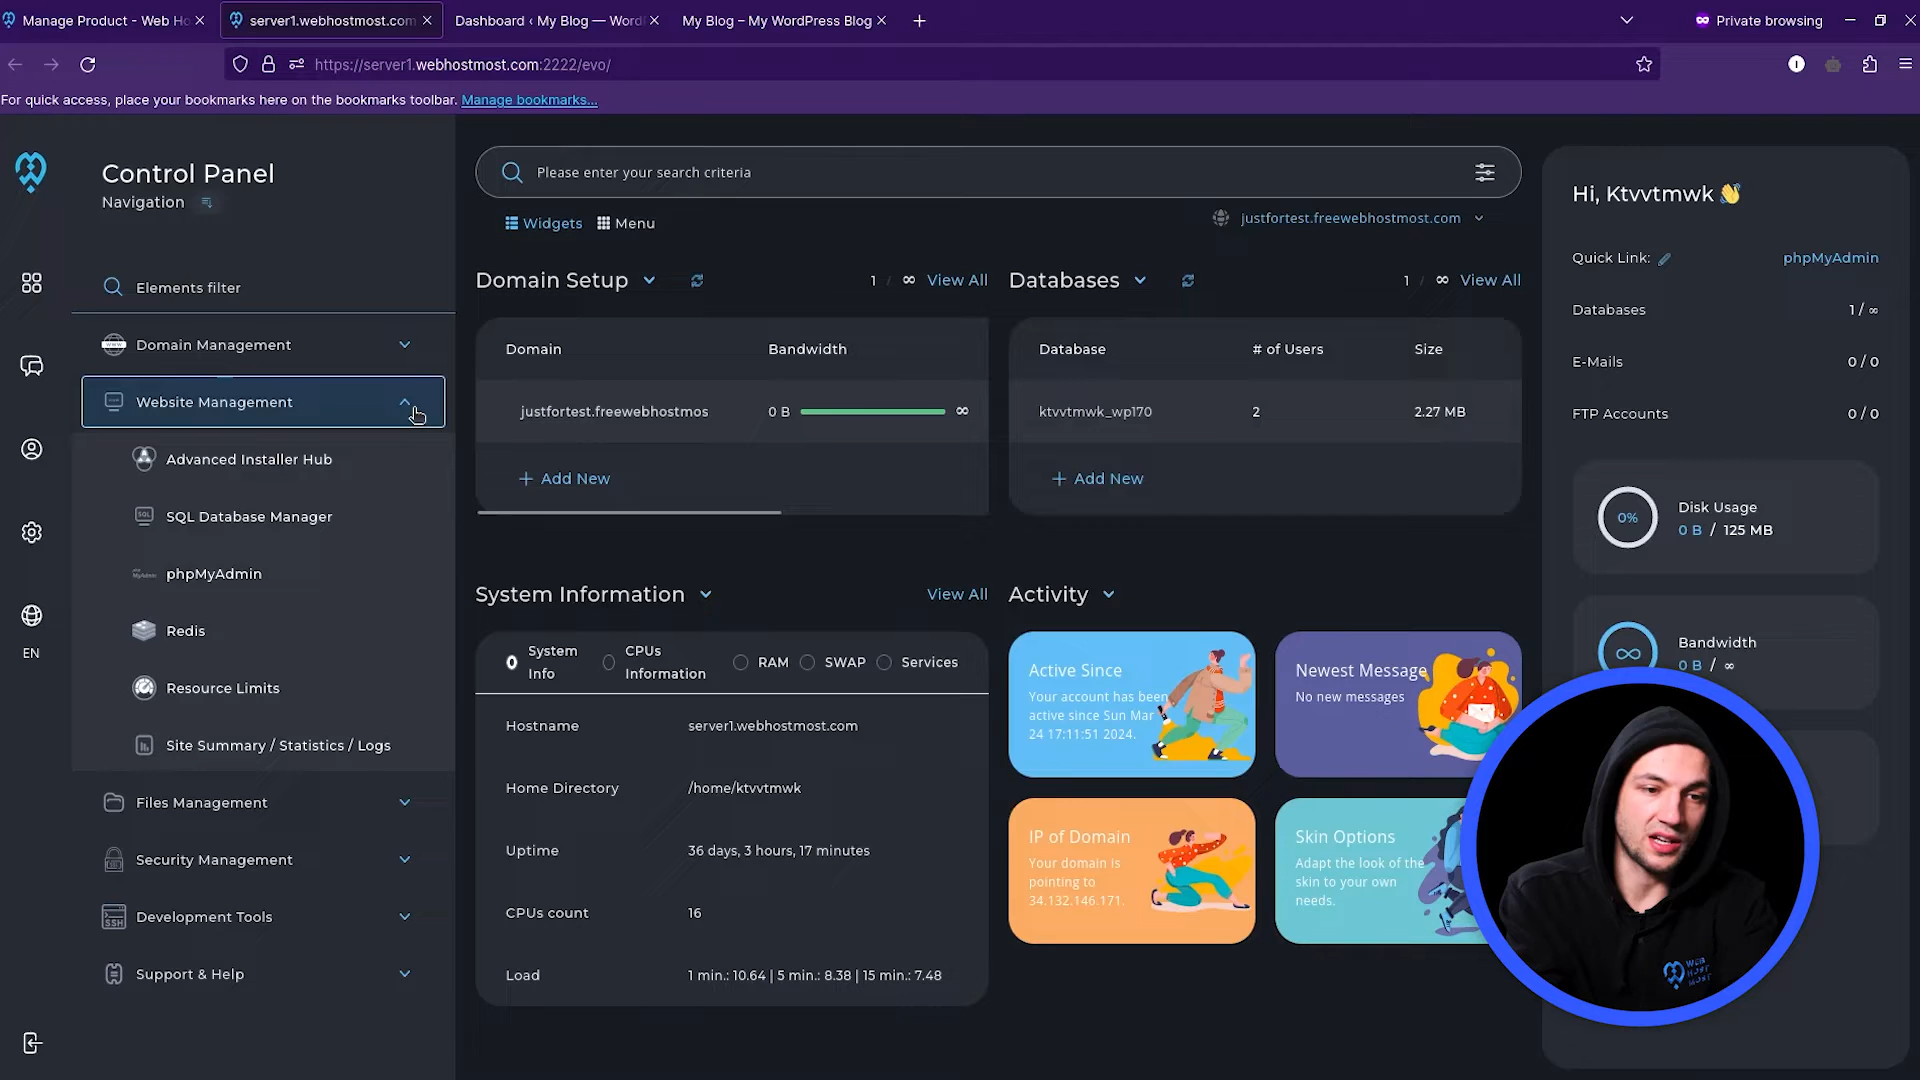 Manage Product - Web Ho
server1.webhostmost.com
Dashboard ‹ My Blog — Word
My Blog – My WordPress Blog
Private browsing
https://server1.webhostmost.com:2222/evo/
For quick access, place your bookmarks here on the bookmarks toolbar. Manage bookmarks...
Control Panel
Navigation
Elements filter
Domain Management
Website Management
Advanced Installer Hub
SQL Database Manager
phpMyAdmin
Redis
Resource Limits
Site Summary / Statistics / Logs
Files Management
Security Management
Development Tools
Support & Help
EN
Please enter your search criteria
Widgets
Menu
justfortest.freewebhostmost.com
Domain Setup
1 / ∞ View All
Domain
Bandwidth
justfortest.freewebhostmos
0 B
∞
+ Add New
Databases
1 / ∞ View All
Database
# of Users
Size
ktvvtmwk_wp170
2
2.27 MB
+ Add New
System Information
View All
System Info
CPUs Information
RAM
SWAP
Services
Hostname
server1.webhostmost.com
Home Directory
/home/ktvvtmwk
Uptime
36 days, 3 hours, 17 minutes
CPUs count
16
Load
1 min.: 10.64 | 5 min.: 8.38 | 15 min.: 7.48
Activity
Active Since
Your account has been
active since Sun Mar
24 17:11:51 2024.
Newest Message
No new messages
IP of Domain
Your domain is
pointing to
34.132.146.171.
Skin Options
Adapt the look of the
skin to your own
needs.
Hi, Ktvvtmwk 👋
Quick Link:
phpMyAdmin
Databases
1 / ∞
E-Mails
0 / 0
FTP Accounts
0 / 0
0%
Disk Usage
0 B / 125 MB
∞
Bandwidth
0 B / ∞
WEB
HOST
MOST